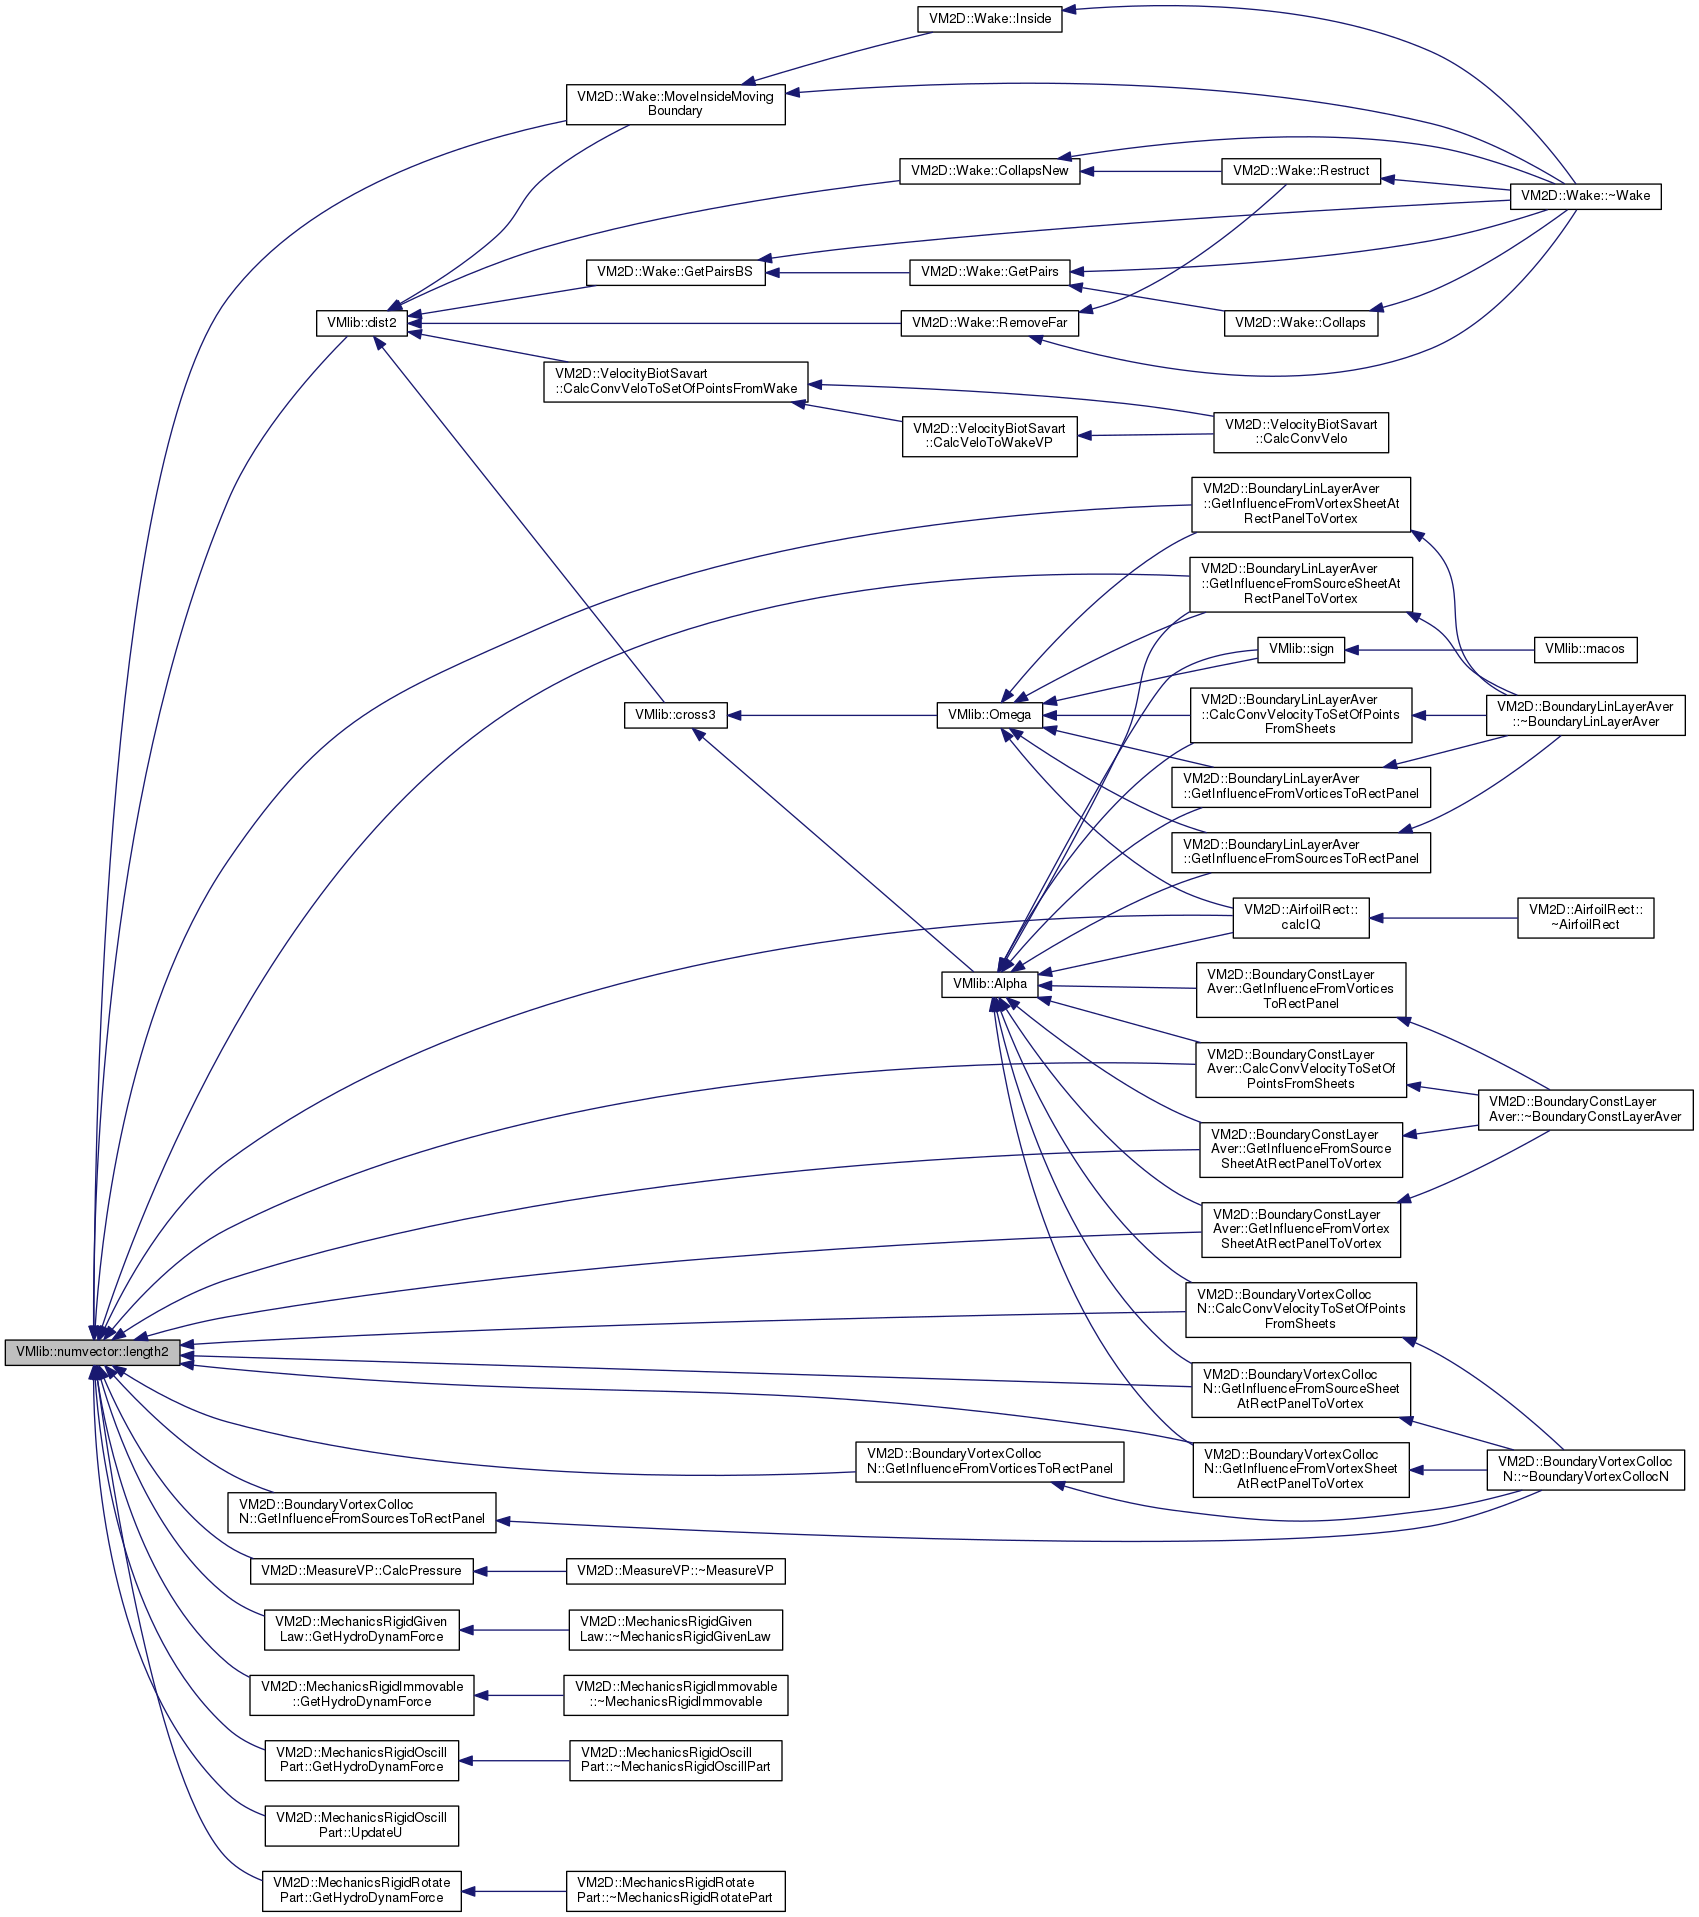 VM2D::Wake::Inside
VM2D::Wake::MoveInsideMoving
Boundary
VM2D::Wake::CollapsNew
VM2D::Wake::Restruct
VM2D::Wake::~Wake
VM2D::Wake::GetPairsBS
VM2D::Wake::GetPairs
VMlib::dist2
VM2D::Wake::RemoveFar
VM2D::Wake::Collaps
VM2D::VelocityBiotSavart
::CalcConvVeloToSetOfPointsFromWake
VM2D::VelocityBiotSavart
::CalcVeloToWakeVP
VM2D::VelocityBiotSavart
::CalcConvVelo
VM2D::BoundaryLinLayerAver
::GetInfluenceFromVortexSheetAt
RectPanelToVortex
VM2D::BoundaryLinLayerAver
::GetInfluenceFromSourceSheetAt
RectPanelToVortex
VMlib::sign
VMlib::macos
VMlib::cross3
VMlib::Omega
VM2D::BoundaryLinLayerAver
::CalcConvVelocityToSetOfPoints
FromSheets
VM2D::BoundaryLinLayerAver
::~BoundaryLinLayerAver
VM2D::BoundaryLinLayerAver
::GetInfluenceFromVorticesToRectPanel
VM2D::BoundaryLinLayerAver
::GetInfluenceFromSourcesToRectPanel
VM2D::AirfoilRect::
calcIQ
VM2D::AirfoilRect::
~AirfoilRect
VMlib::Alpha
VM2D::BoundaryConstLayer
Aver::GetInfluenceFromVortices
ToRectPanel
VM2D::BoundaryConstLayer
Aver::CalcConvVelocityToSetOf
PointsFromSheets
VM2D::BoundaryConstLayer
Aver::~BoundaryConstLayerAver
VM2D::BoundaryConstLayer
Aver::GetInfluenceFromSource
SheetAtRectPanelToVortex
VM2D::BoundaryConstLayer
Aver::GetInfluenceFromVortex
SheetAtRectPanelToVortex
VM2D::BoundaryVortexColloc
N::CalcConvVelocityToSetOfPoints
FromSheets
VMlib::numvector::length2
VM2D::BoundaryVortexColloc
N::GetInfluenceFromSourceSheet
AtRectPanelToVortex
VM2D::BoundaryVortexColloc
N::GetInfluenceFromVorticesToRectPanel
VM2D::BoundaryVortexColloc
N::GetInfluenceFromVortexSheet
AtRectPanelToVortex
VM2D::BoundaryVortexColloc
N::~BoundaryVortexCollocN
VM2D::BoundaryVortexColloc
N::GetInfluenceFromSourcesToRectPanel
VM2D::MeasureVP::CalcPressure
VM2D::MeasureVP::~MeasureVP
VM2D::MechanicsRigidGiven
Law::GetHydroDynamForce
VM2D::MechanicsRigidGiven
Law::~MechanicsRigidGivenLaw
VM2D::MechanicsRigidImmovable
::GetHydroDynamForce
VM2D::MechanicsRigidImmovable
::~MechanicsRigidImmovable
VM2D::MechanicsRigidOscill
Part::GetHydroDynamForce
VM2D::MechanicsRigidOscill
Part::~MechanicsRigidOscillPart
VM2D::MechanicsRigidOscill
Part::UpdateU
VM2D::MechanicsRigidRotate
Part::GetHydroDynamForce
VM2D::MechanicsRigidRotate
Part::~MechanicsRigidRotatePart